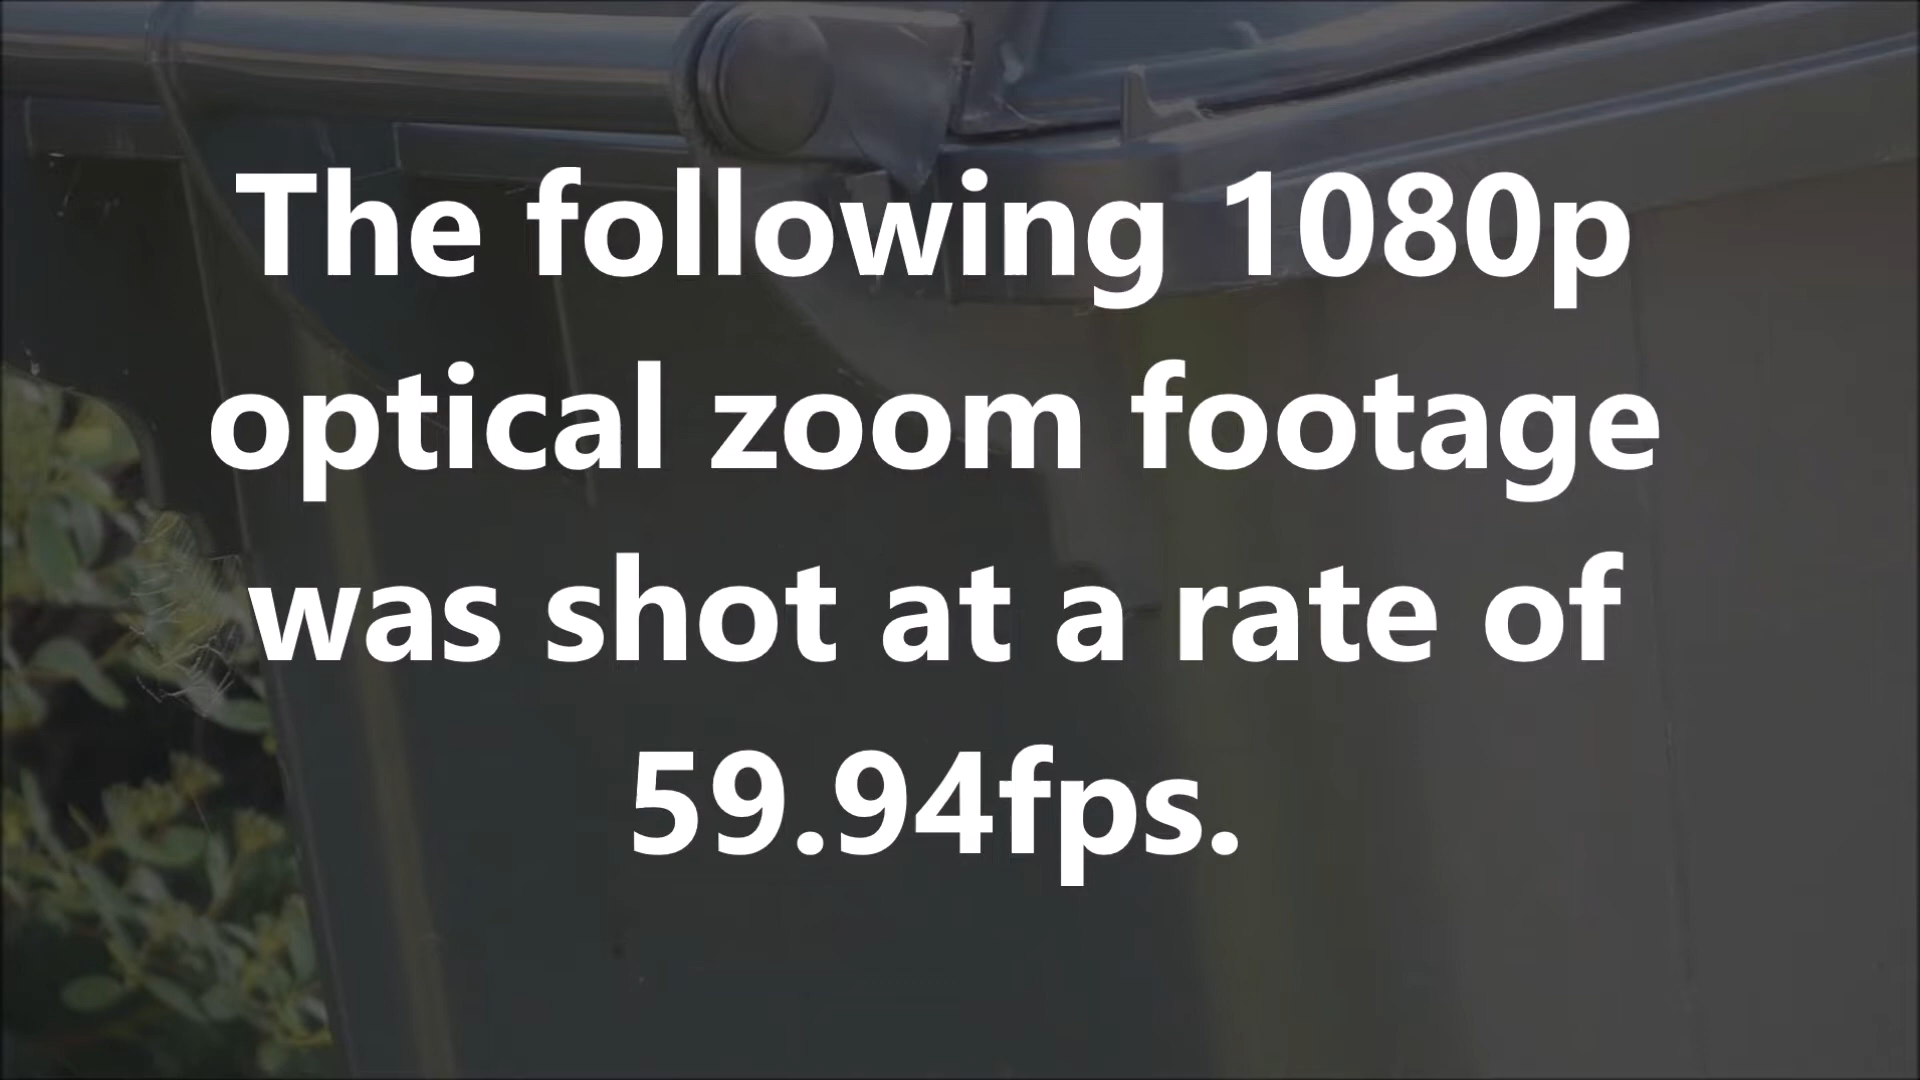 The following 1080p
optical zoom footage
was shot at a rate of
59.94fps.